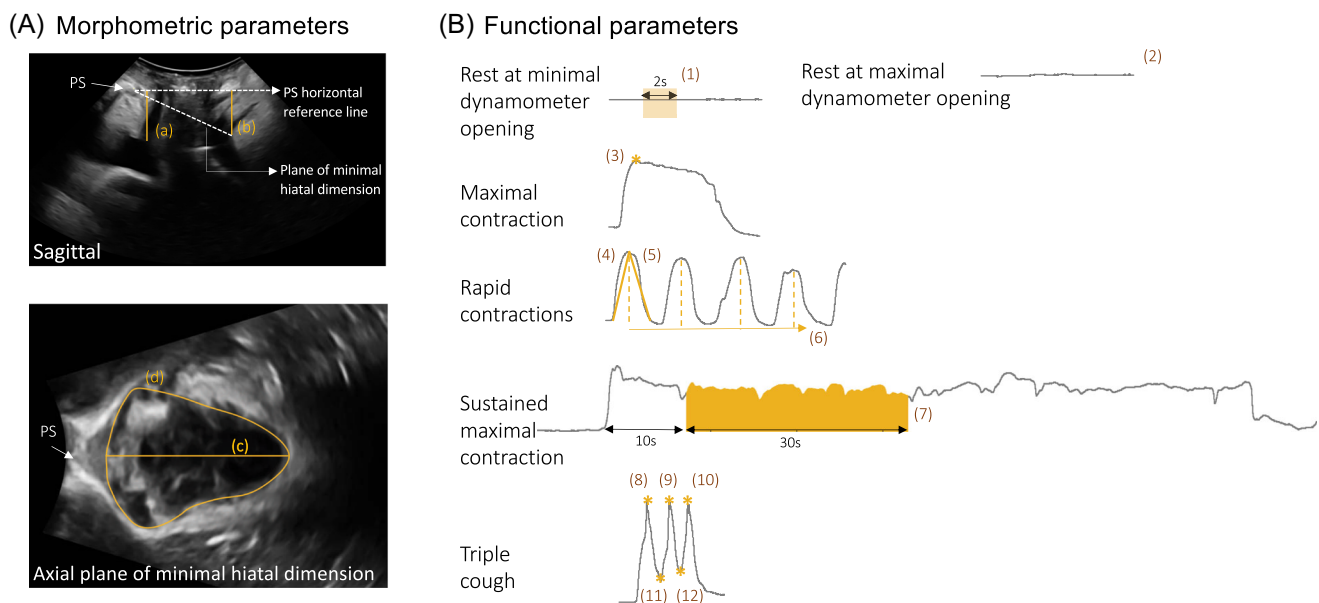 (A) Morphometric parameters
PS
PS horizontal
reference line
(a)
(b)
Plane of minimal
hiatal dimension
Sagittal
(d)
PS
(c)
Axial plane of minimal hiatal dimension
(B) Functional parameters
Rest at minimal
dynamometer
opening
2s
(1)
Rest at maximal
dynamometer opening
(2)
Maximal
contraction
(3)
Rapid
contractions
(4)
(5)
(6)
Sustained
maximal
contraction
10s
30s
(7)
Triple
cough
(8)
(9)
(10)
(11)
(12)